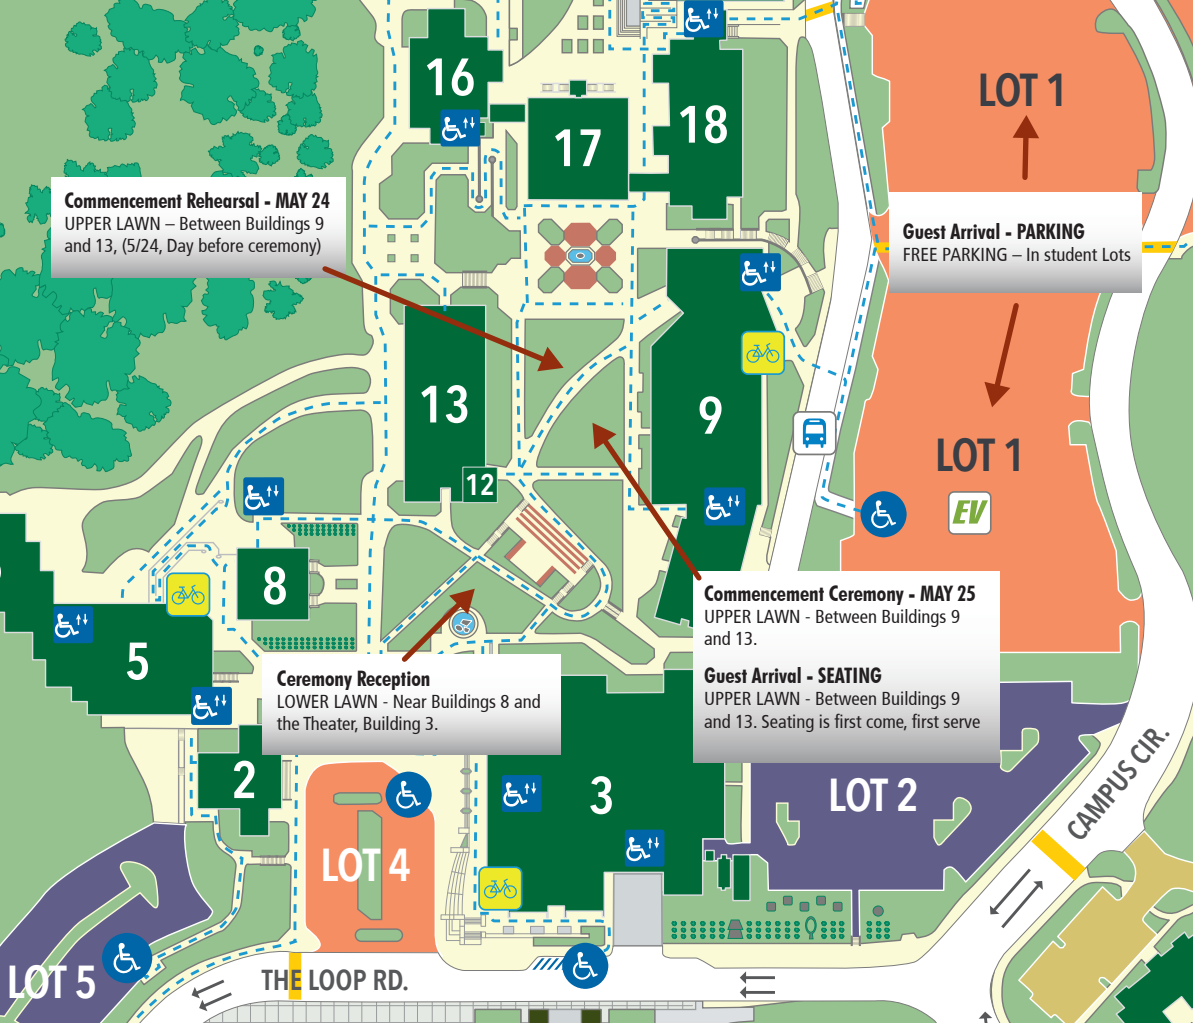 16
18
17
LOT 1
Commencement Rehearsal - MAY 24
UPPER LAWN – Between Buildings 9
and 13, (5/24, Day before ceremony)
Guest Arrival - PARKING
FREE PARKING – In student Lots
13
9
12
LOT 1
EV
8
5
Commencement Ceremony - MAY 25
UPPER LAWN - Between Buildings 9
and 13.
Guest Arrival - SEATING
UPPER LAWN - Between Buildings 9
and 13. Seating is first come, first serve
Ceremony Reception
LOWER LAWN - Near Buildings 8 and
the Theater, Building 3.
2
3
LOT 2
CAMPUS CIR.
LOT 4
LOT 5
THE LOOP RD.